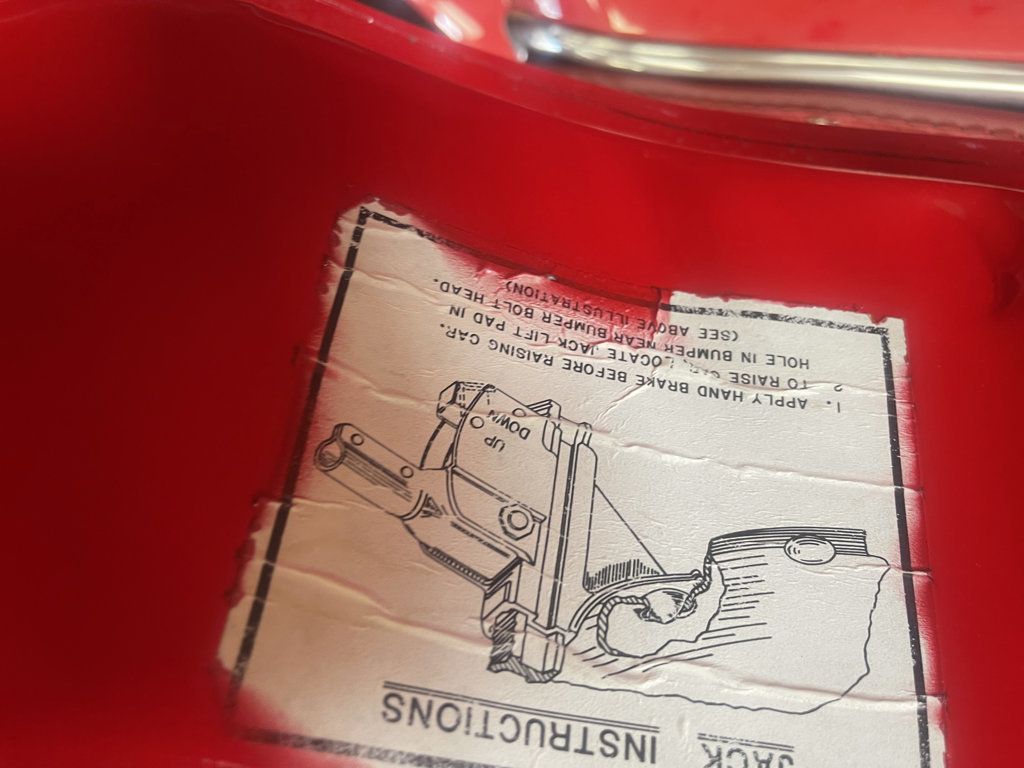 JACK INSTRUCTIONS
UP
DOWN
1. APPLY HAND BRAKE BEFORE RAISING CAR.
2 TO RAISE LOCATE JACK LIFT PAD IN
HOLE IN BUMPER NEAR BUMPER BOLT HEAD.
(SEE ABOVE ILLUSTRATION)